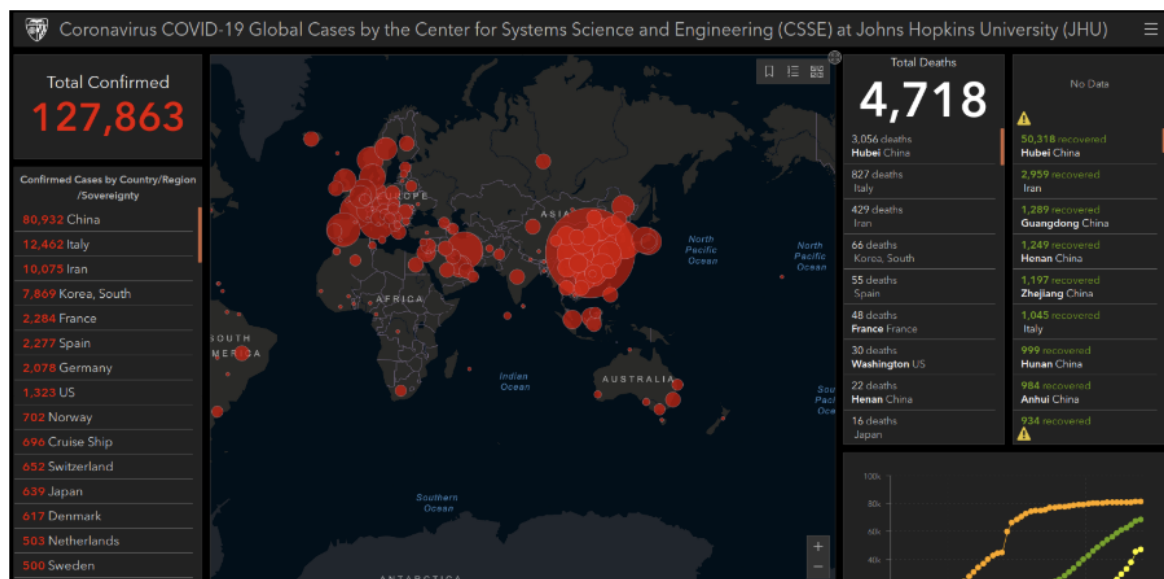 Coronavirus COVID-19 Global Cases by the Center for Systems Science and Engineering (CSSE) at Johns Hopkins University (JHU)
Total Confirmed
127,863
Confirmed Cases by Country/Region
/Sovereignty
80,932 China
12,462 Italy
10,075 Iran
7,869 Korea, South
2,284 France
2,277 Spain
2,078 Germany
1,323 US
702 Norway
696 Cruise Ship
652 Switzerland
639 Japan
617 Denmark
503 Netherlands
500 Sweden
EUROPE
ASIA
North
Pacific
Ocean
North
Pacific
Ocean
AFRICA
SOUTH
AMERICA
Indian
Ocean
AUSTRALIA
Sou
Paci
Oce
Southern
Ocean
ANTARCTICA
+
−
Total Deaths
4,718
3,056 deaths
Hubei China
827 deaths
Italy
429 deaths
Iran
66 deaths
Korea, South
55 deaths
Spain
48 deaths
France France
30 deaths
Washington US
22 deaths
Henan China
16 deaths
Japan
No Data
50,318 recovered
Hubei China
2,959 recovered
Iran
1,289 recovered
Guangdong China
1,249 recovered
Henan China
1,197 recovered
Zhejiang China
1,045 recovered
Italy
999 recovered
Hunan China
984 recovered
Anhui China
934 recovered
100k
80k
60k
40k